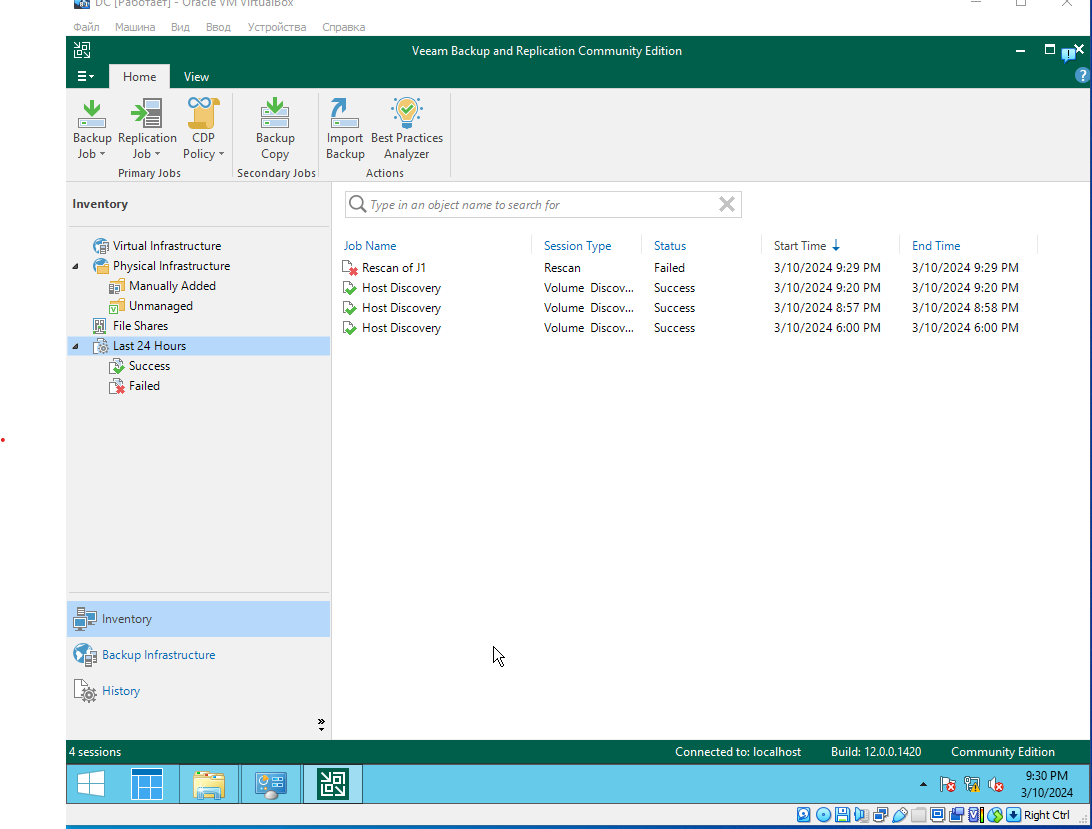 DC [Работает] - Oracle VM VirtualBox
Файл Машина Вид Ввод Устройства Справка
Veeam Backup and Replication Community Edition
Home View
Backup Job
Replication Job
CDP Policy
Primary Jobs
Backup Copy
Secondary Jobs
Import Backup
Best Practices Analyzer
Actions
Inventory
Virtual Infrastructure
Physical Infrastructure
Manually Added
Unmanaged
File Shares
Last 24 Hours
Success
Failed
Type in an object name to search for
Job Name Session Type Status Start Time End Time
Rescan of J1 Rescan Failed 3/10/2024 9:29 PM 3/10/2024 9:29 PM
Host Discovery Volume Discov... Success 3/10/2024 9:20 PM 3/10/2024 9:20 PM
Host Discovery Volume Discov... Success 3/10/2024 8:57 PM 3/10/2024 8:58 PM
Host Discovery Volume Discov... Success 3/10/2024 6:00 PM 3/10/2024 6:00 PM
Inventory
Backup Infrastructure
History
4 sessions Connected to: localhost Build: 12.0.0.1420 Community Edition
9:30 PM
3/10/2024
Right Ctrl